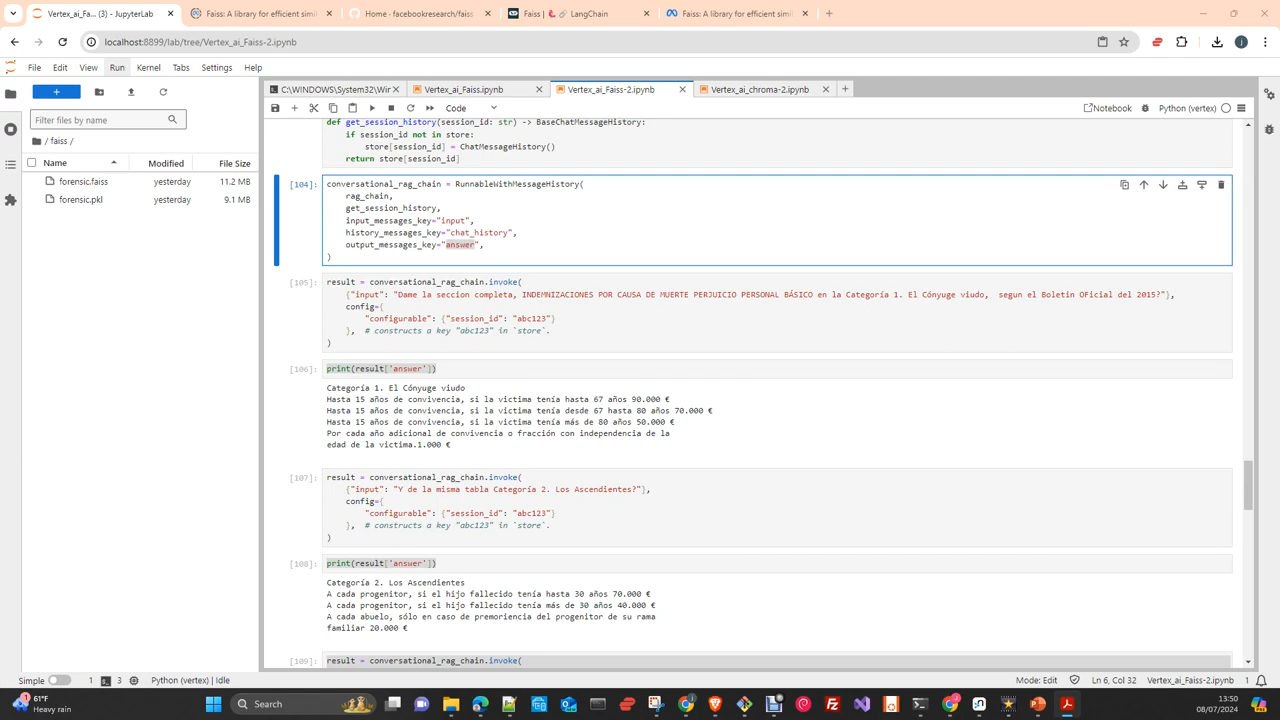 Vertex_ai_Fa... (3) - JupyterLab
Faiss: A library for efficient simi
Home · facebookresearch/faiss
Faiss | 🦜️🔗 LangChain
Faiss: A library for efficient simi
localhost:8899/lab/tree/Vertex_ai_Faiss-2.ipynb
File Edit View Run Kernel Tabs Settings Help
C:\WINDOWS\System32\Wir
Vertex_ai_Faiss.ipynb
Vertex_ai_Faiss-2.ipynb
Vertex_ai_chroma-2.ipynb
Code
Notebook
Python (vertex)
Filter files by name
/ faiss /
Name Modified File Size
forensic.faiss yesterday 11.2 MB
forensic.pkl yesterday 9.1 MB
def get_session_history(session_id: str) -> BaseChatMessageHistory:
if session_id not in store:
store[session_id] = ChatMessageHistory()
return store[session_id]
[104]:
conversational_rag_chain = RunnableWithMessageHistory(
rag_chain,
get_session_history,
input_messages_key="input",
history_messages_key="chat_history",
output_messages_key="answer",
)
[105]:
result = conversational_rag_chain.invoke(
{"input": "Dame la seccion completa, INDEMNIZACIONES POR CAUSA DE MUERTE PERJUICIO PERSONAL BÁSICO en la Categoría 1. El Cónyuge viudo,  segun el Boletin OFicial del 2015?"},
config={
"configurable": {"session_id": "abc123"}
},  # constructs a key "abc123" in `store`.
)
[106]:
print(result['answer'])
Categoría 1. El Cónyuge viudo
Hasta 15 años de convivencia, si la victima tenía hasta 67 años 90.000 €
Hasta 15 años de convivencia, si la victima tenía desde 67 hasta 80 años 70.000 €
Hasta 15 años de convivencia, si la victima tenía más de 80 años 50.000 €
Por cada año adicional de convivencia o fracción con independencia de la
edad de la victima.1.000 €
[107]:
result = conversational_rag_chain.invoke(
{"input": "Y de la misma tabla Categoría 2. Los Ascendientes?"},
config={
"configurable": {"session_id": "abc123"}
},  # constructs a key "abc123" in `store`.
)
[108]:
print(result['answer'])
Categoría 2. Los Ascendientes
A cada progenitor, si el hijo fallecido tenía hasta 30 años 70.000 €
A cada progenitor, si el hijo fallecido tenía más de 30 años 40.000 €
A cada abuelo, sólo en caso de premoriencia del progenitor de su rama
familiar 20.000 €
[109]:
result = conversational_rag_chain.invoke(
Simple
1
3
Python (vertex) | Idle
Mode: Edit
Ln 6, Col 32
Vertex_ai_Faiss-2.ipynb
1
61°F
Heavy rain
Search
13:50
08/07/2024